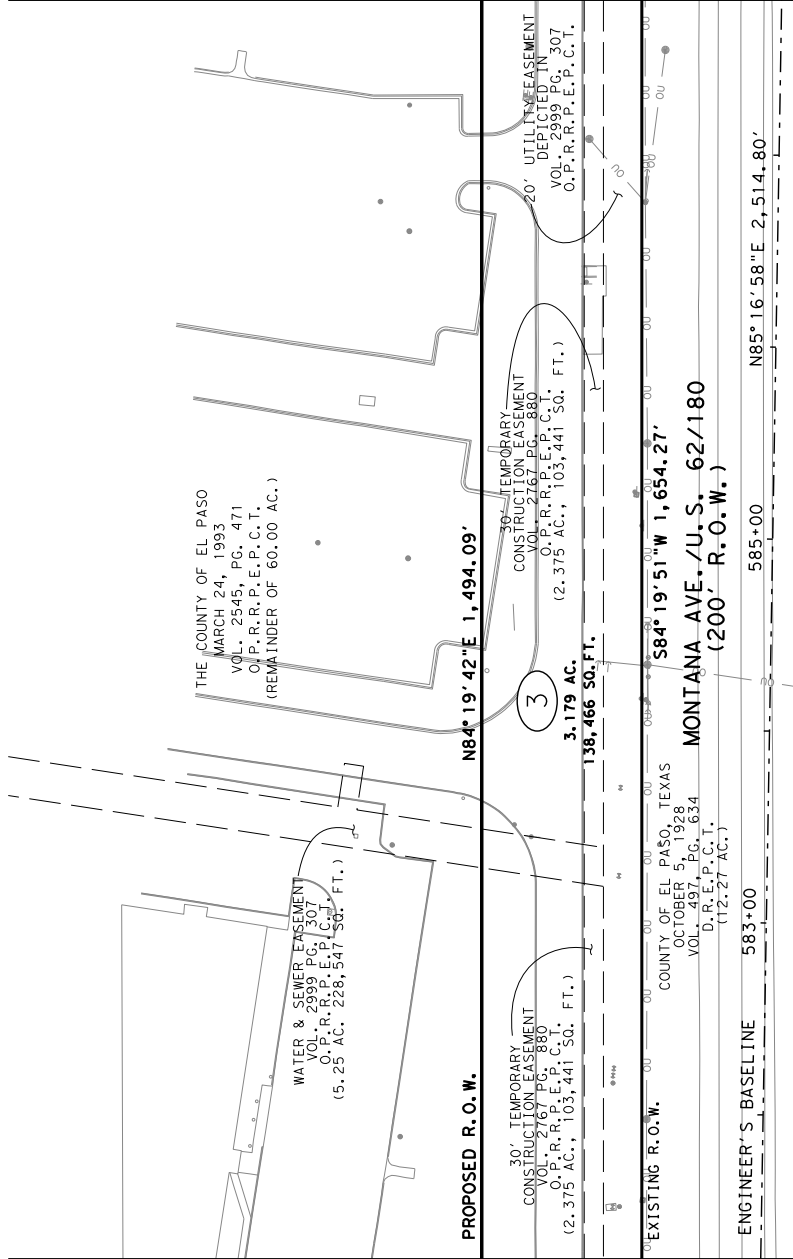 THE COUNTY OF EL PASO
MARCH 24, 1993
VOL. 2545, PG. 471
O.P.R.R.P.E.P.C.T.
(REMAINDER OF 60.00 AC.)
WATER & SEWER EASEMENT
VOL. 2999 PG. 307
O.P.R.R.P.E.P.C.T.
(5.25 AC. 228,547 SQ. FT.)
PROPOSED R.O.W.
N84°19'42"E 1,494.09'
30' TEMPORARY
CONSTRUCTION EASEMENT
VOL. 2767 PG. 880
O.P.R.R.P.E.P.C.T.
(2.375 AC., 103,441 SQ. FT.)
3
3.179 AC.
138,466 SQ.FT.
30' TEMPORARY
CONSTRUCTION EASEMENT
VOL. 2767 PG. 880
O.P.R.R.P.E.P.C.T.
(2.375 AC., 103,441 SQ. FT.)
20' UTILITY EASEMENT
DEPICTED IN
VOL. 2999 PG. 307
O.P.R.R.P.E.P.C.T.
EXISTING R.O.W.
S84°19'51"W 1,654.27'
COUNTY OF EL PASO, TEXAS
OCTOBER 5, 1928
VOL. 497, PG. 634
D.R.E.P.C.T.
(12.27 AC.)
MONTANA AVE./U.S. 62/180
(200' R.O.W.)
ENGINEER'S BASELINE
583+00
585+00
N85°16'58"E 2,514.80'